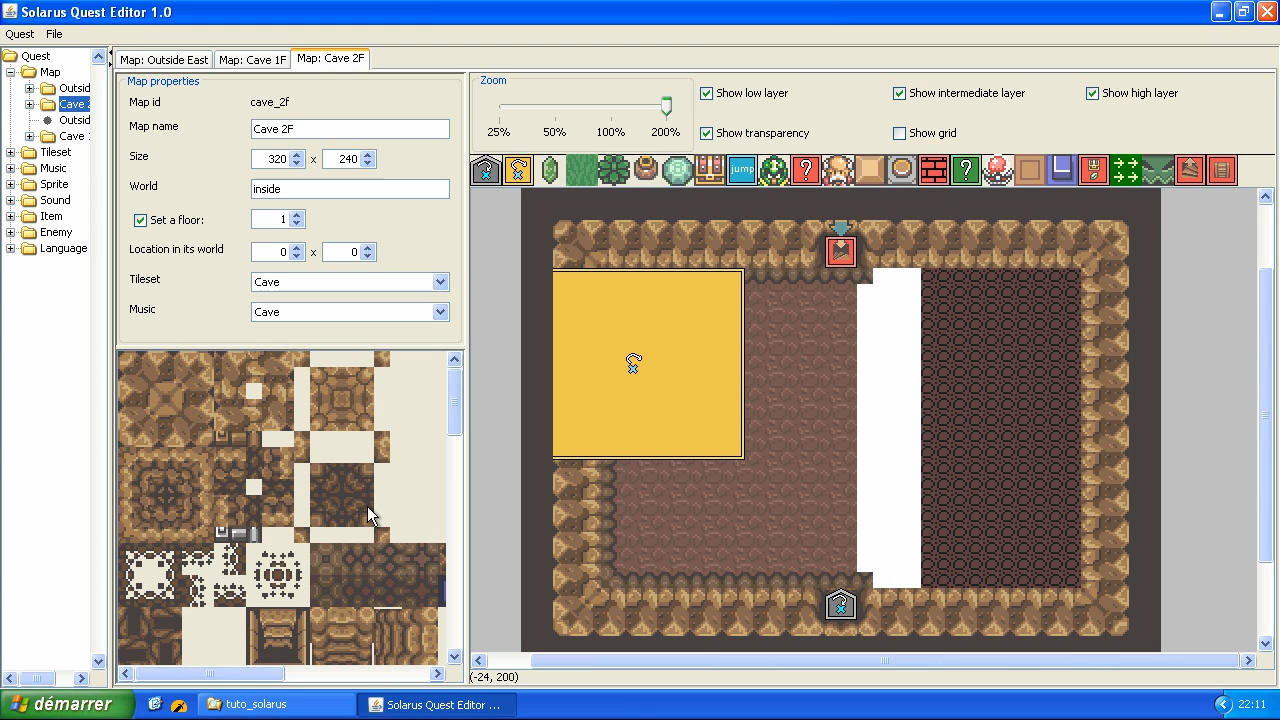 Solarus Quest Editor 1.0
Quest File
Quest
Map
Outsid
Cave 2
Outsid
Cave 1
Tileset
Music
Sprite
Sound
Item
Enemy
Language
Map: Outside East Map: Cave 1F Map: Cave 2F
Map properties
Map id cave_2f
Map name Cave 2F
Size 320 x 240
World inside
Set a floor: 1
Location in its world 0 x 0
Tileset Cave
Music Cave
Zoom
25% 50% 100% 200%
Show low layer Show intermediate layer Show high layer
Show transparency Show grid
jump ? ?
(-24, 200)
démarrer tuto_solarus Solarus Quest Editor ... 22:11